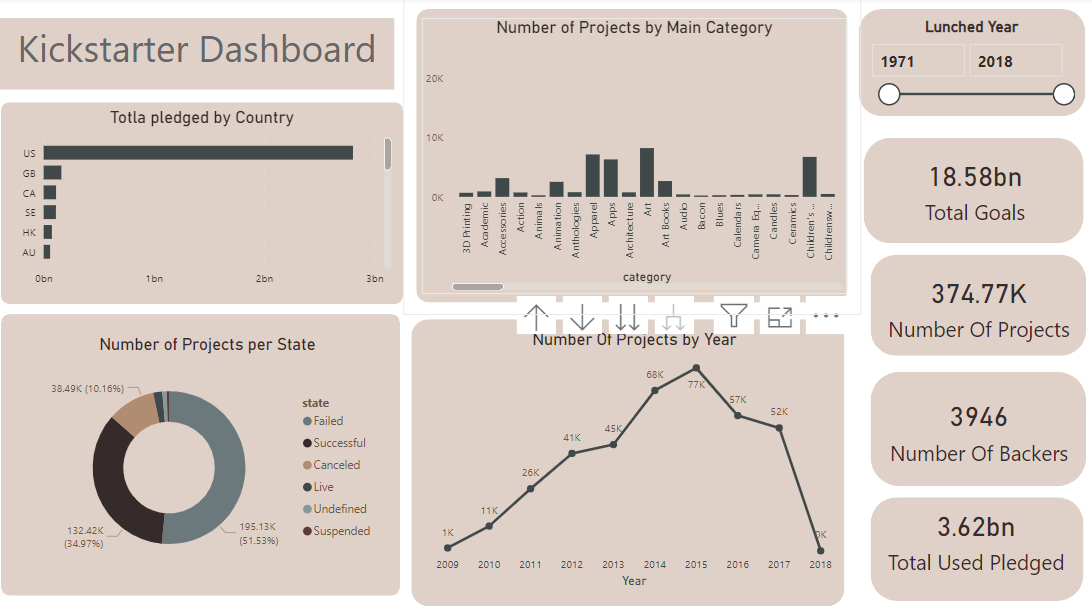 Kickstarter Dashboard
Totla pledged by Country
US
GB
CA
SE
HK
AU
0bn 1bn 2bn 3bn
Number of Projects by Main Category
20K
10K
0K
3D Printing
Academic
Accessories
Action
Animals
Animation
Anthologies
Apparel
Apps
Architecture
Art
Art Books
Audio
Bacon
Blues
Calendars
Camera Eq...
Candles
Ceramics
Children's ...
Childrensw...
category
Lunched Year
1971 2018
18.58bn
Total Goals
374.77K
Number Of Projects
3946
Number Of Backers
3.62bn
Total Used Pledged
Number of Projects per State
38.49K (10.16%)
132.42K
(34.97%)
195.13K
(51.53%)
state
Failed
Successful
Canceled
Live
Undefined
Suspended
Number Of Projects by Year
1K
11K
26K
41K
45K
68K
77K
57K
52K
0K
2009 2010 2011 2012 2013 2014 2015 2016 2017 2018
Year